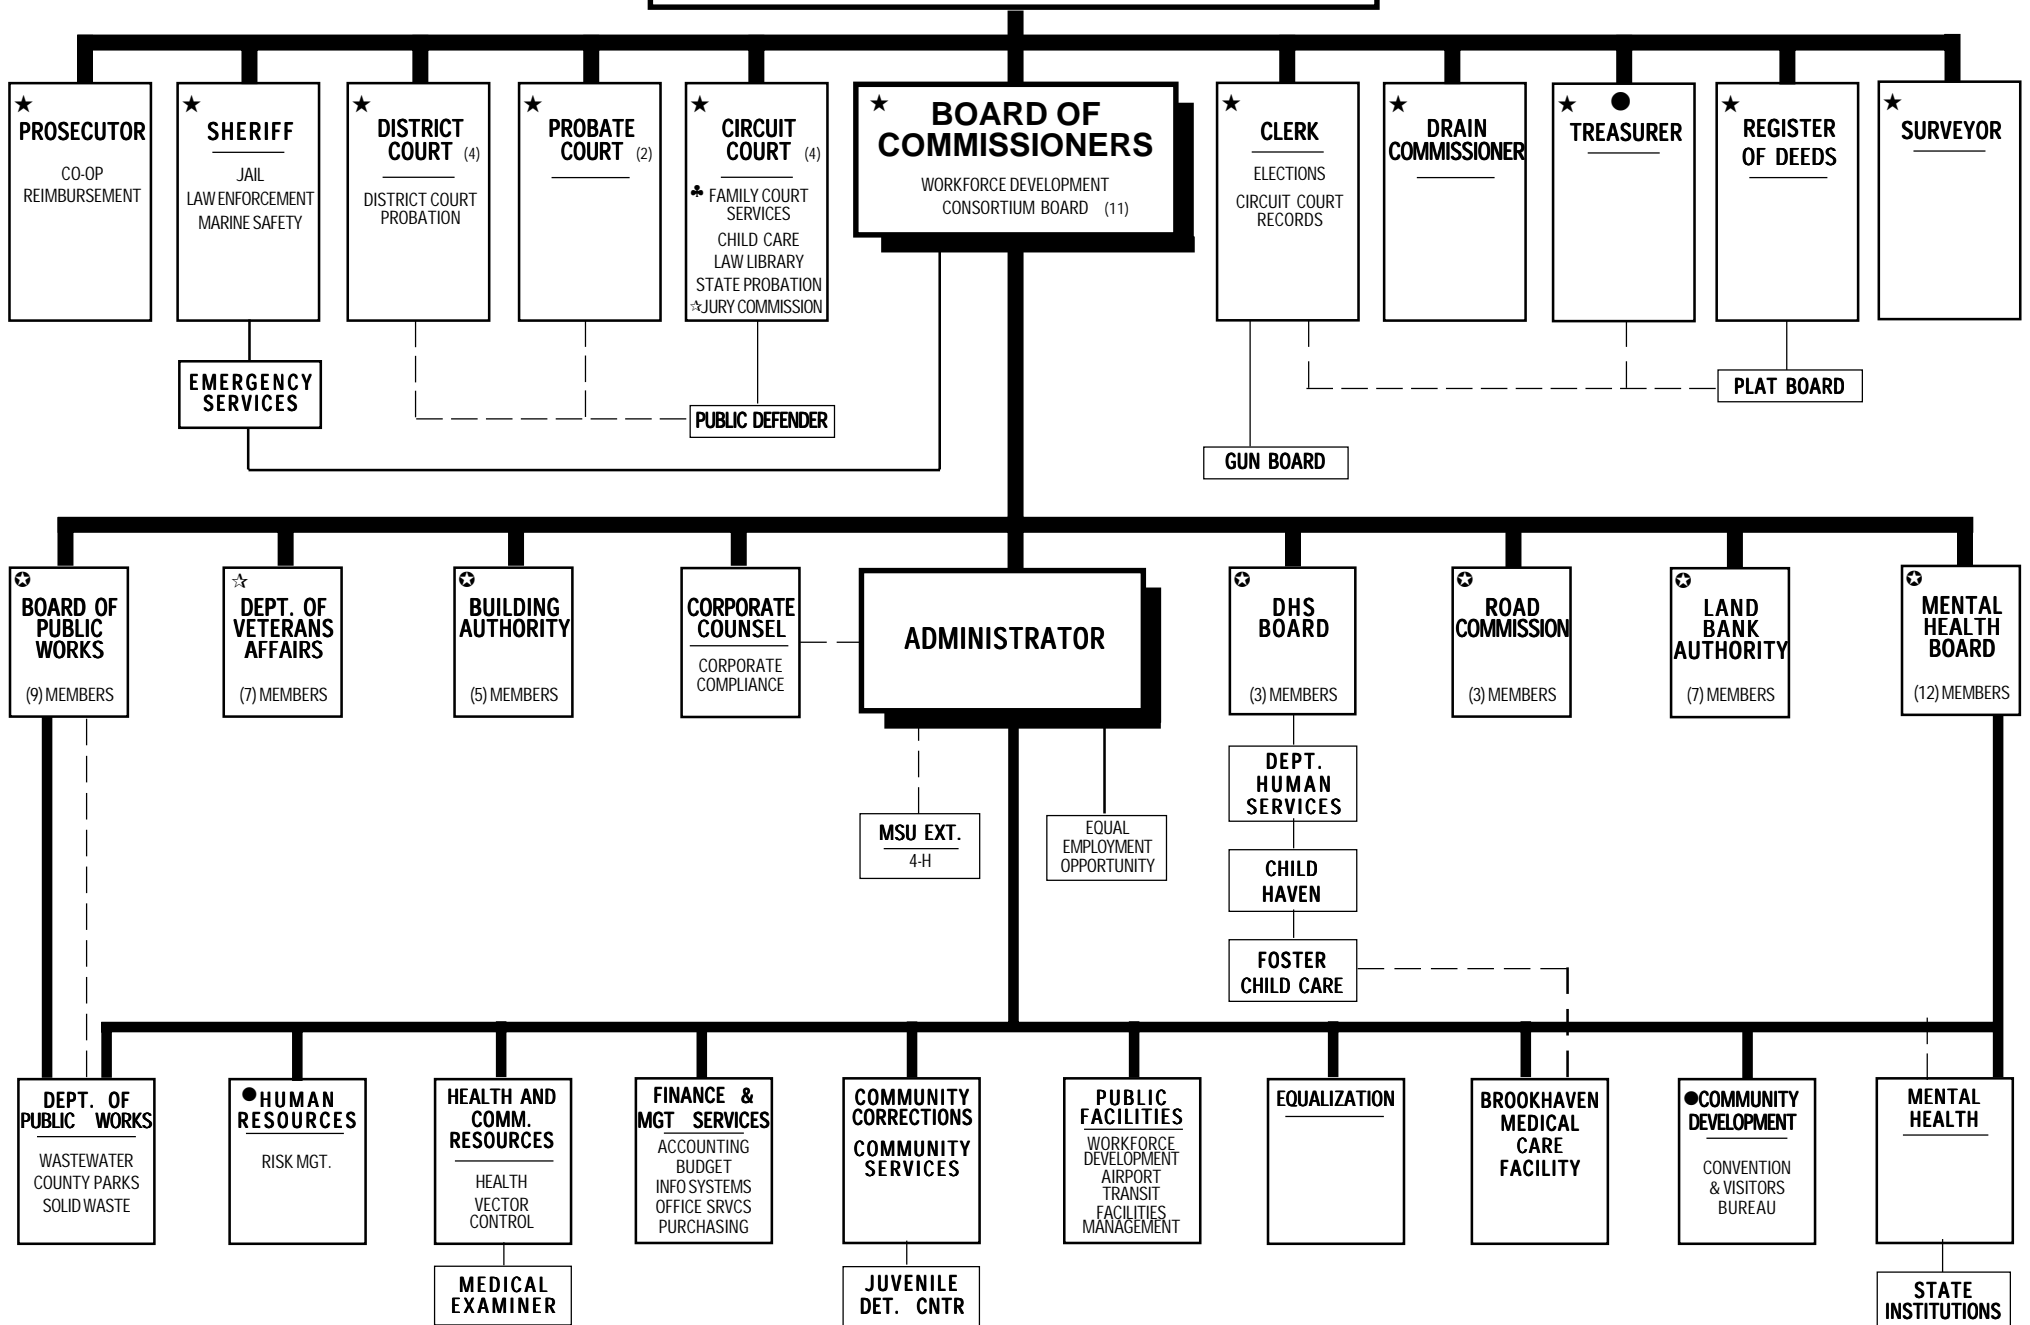 ★
PROSECUTOR
CO-OP
REIMBURSEMENT
★
SHERIFF
JAIL
LAW ENFORCEMENT
MARINE SAFETY
★
DISTRICT
COURT (4)
DISTRICT COURT
PROBATION
★
PROBATE
COURT (2)
★
CIRCUIT
COURT (4)
♣ FAMILY COURT
SERVICES
CHILD CARE
LAW LIBRARY
STATE PROBATION
☆JURY COMMISSION
★ BOARD OF
COMMISSIONERS
WORKFORCE DEVELOPMENT
CONSORTIUM BOARD (11)
★
CLERK
ELECTIONS
CIRCUIT COURT
RECORDS
★
DRAIN
COMMISSIONER
★ ●
TREASURER
★
REGISTER
OF DEEDS
★
SURVEYOR
EMERGENCY
SERVICES
PUBLIC DEFENDER
PLAT BOARD
GUN BOARD
✪
BOARD OF
PUBLIC
WORKS
(9) MEMBERS
☆
DEPT. OF
VETERANS
AFFAIRS
(7) MEMBERS
✪
BUILDING
AUTHORITY
(5) MEMBERS
CORPORATE
COUNSEL
CORPORATE
COMPLIANCE
ADMINISTRATOR
✪
DHS
BOARD
(3) MEMBERS
✪
ROAD
COMMISSION
(3) MEMBERS
✪
LAND
BANK
AUTHORITY
(7) MEMBERS
✪
MENTAL
HEALTH
BOARD
(12) MEMBERS
MSU EXT.
4-H
EQUAL
EMPLOYMENT
OPPORTUNITY
DEPT.
HUMAN
SERVICES
CHILD
HAVEN
FOSTER
CHILD CARE
DEPT. OF
PUBLIC WORKS
WASTEWATER
COUNTY PARKS
SOLID WASTE
●HUMAN
RESOURCES
RISK MGT.
HEALTH AND
COMM.
RESOURCES
HEALTH
VECTOR
CONTROL
FINANCE &
MGT SERVICES
ACCOUNTING
BUDGET
INFO SYSTEMS
OFFICE SRVCS
PURCHASING
COMMUNITY
CORRECTIONS
COMMUNITY
SERVICES
PUBLIC
FACILITIES
WORKFORCE
DEVELOPMENT
AIRPORT
TRANSIT
FACILITIES
MANAGEMENT
EQUALIZATION
BROOKHAVEN
MEDICAL
CARE
FACILITY
●COMMUNITY
DEVELOPMENT
CONVENTION
& VISITORS
BUREAU
MENTAL
HEALTH
MEDICAL
EXAMINER
JUVENILE
DET. CNTR
STATE
INSTITUTIONS